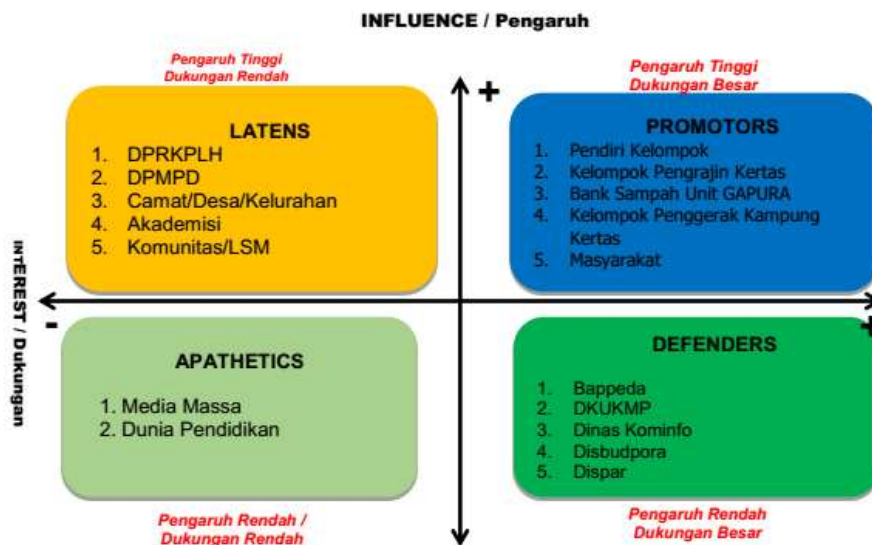 INFLUENCE / Pengaruh
Pengaruh Tinggi
Dukungan Rendah
Pengaruh Tinggi
Dukungan Besar
+
LATENS
1. DPRKPLH
2. DPMPD
3. Camat/Desa/Kelurahan
4. Akademisi
5. Komunitas/LSM
PROMOTORS
1. Pendiri Kelompok
2. Kelompok Pengrajin Kertas
3. Bank Sampah Unit GAPURA
4. Kelompok Penggerak Kampung
Kertas
5. Masyarakat
INTEREST / Dukungan
-
+
APATHETICS
1. Media Massa
2. Dunia Pendidikan
DEFENDERS
1. Bappeda
2. DKUKMP
3. Dinas Kominfo
4. Disbudpora
5. Dispar
Pengaruh Rendah /
Dukungan Rendah
Pengaruh Rendah
Dukungan Besar